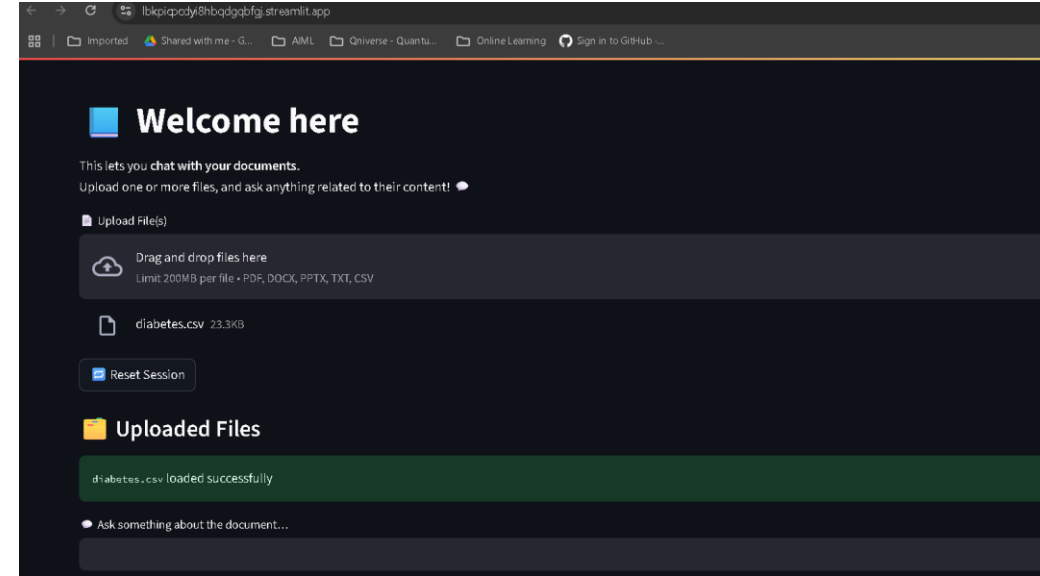 lbkpiqpcdyi8hbqdgqbfgj.streamlit.app
Imported Shared with me - G... AIML Qniverse - Quantu... Online Learning Sign in to GitHub ·...
Welcome here
This lets you chat with your documents.
Upload one or more files, and ask anything related to their content!
Upload File(s)
Drag and drop files here
Limit 200MB per file • PDF, DOCX, PPTX, TXT, CSV
diabetes.csv 23.3KB
Reset Session
Uploaded Files
diabetes.csv loaded successfully
Ask something about the document...